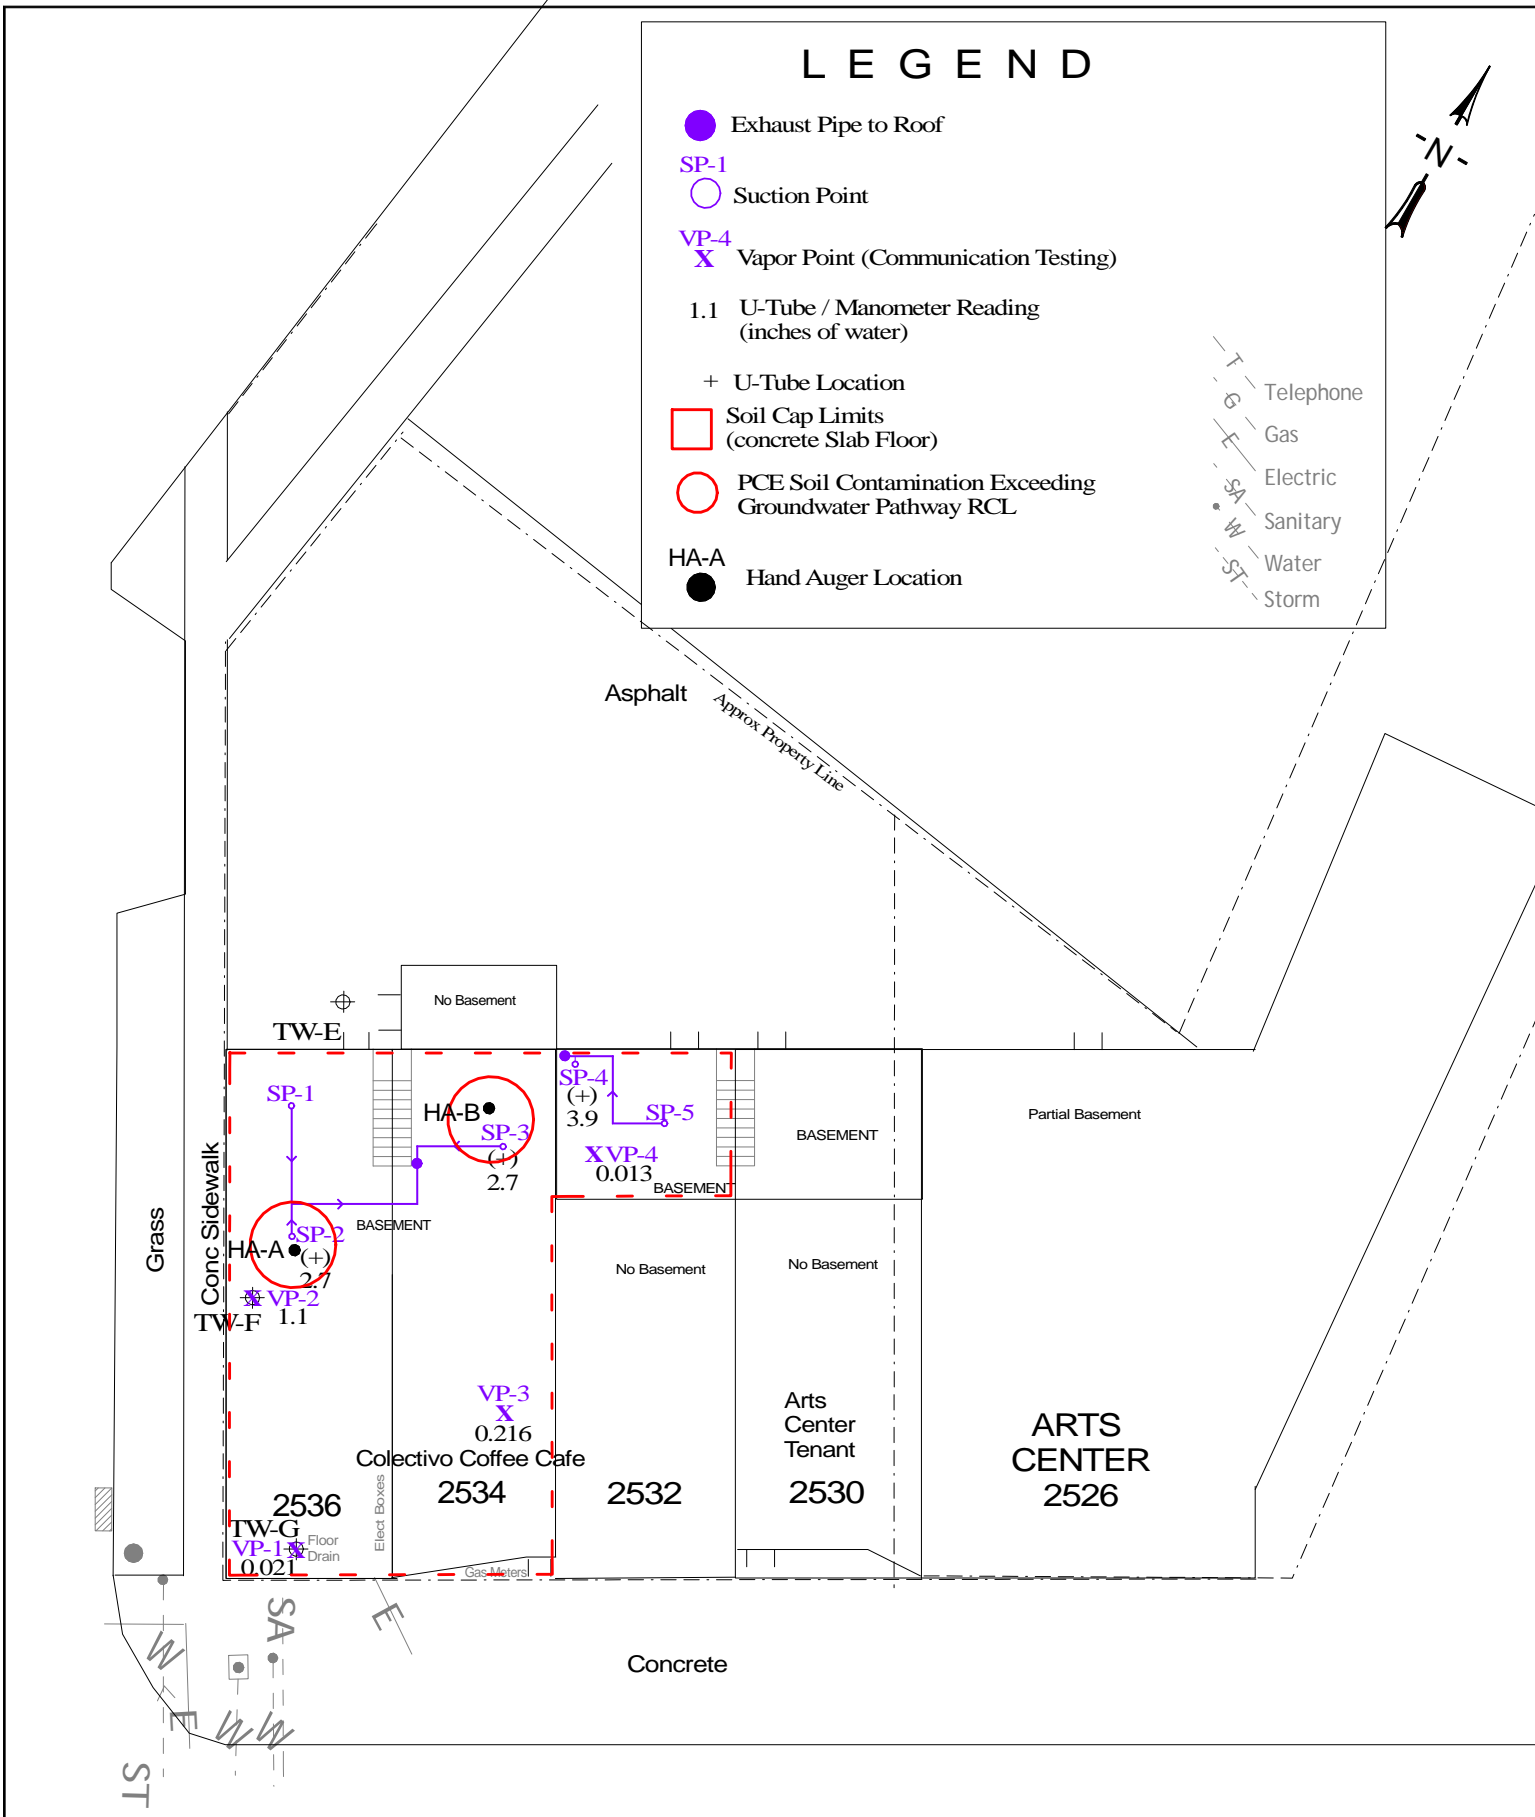 L E G E N D
Exhaust Pipe to Roof
SP-1
Suction Point
VP-4
X Vapor Point (Communication Testing)
1.1 U-Tube / Manometer Reading
(inches of water)
+ U-Tube Location
Soil Cap Limits
(concrete Slab Floor)
PCE Soil Contamination Exceeding
Groundwater Pathway RCL
HA-A
Hand Auger Location
T Telephone
G Gas
E Electric
SA Sanitary
W Water
ST Storm
-N-
Asphalt
Approx Property Line
No Basement
TW-E
SP-1
HA-B
SP-3
(+)
2.7
SP-4
(+)
3.9
SP-5
X VP-4
0.013
BASEMENT
BASEMENT
Partial Basement
Grass
Conc Sidewalk
BASEMENT
SP-2
HA-A
(+)
2.7
X VP-2
1.1
TW-F
No Basement
No Basement
VP-3
X
0.216
Colectivo Coffee Cafe
Arts
Center
Tenant
ARTS
CENTER
2526
2536
2534
2532
2530
Elect Boxes
TW-G
VP-1 X
0.021
Floor
Drain
Gas Meters
SA
E
W
E
W
W
ST
Concrete